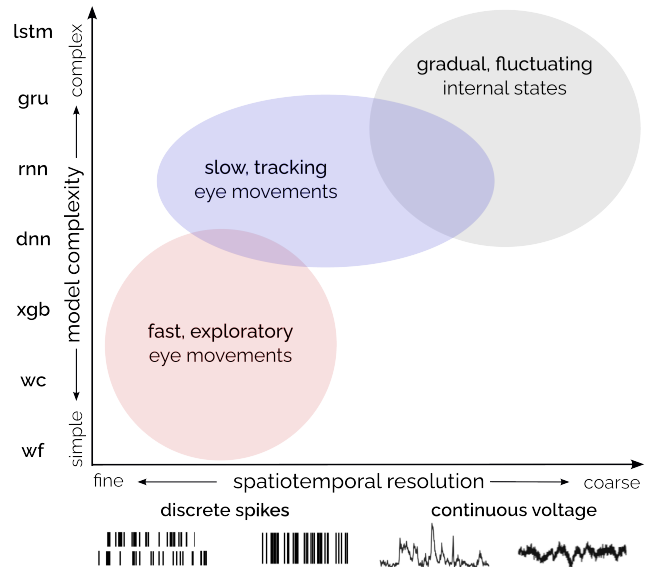 lstm
gru
rnn
dnn
xgb
wc
wf
complex
model complexity
simple
gradual, fluctuating
internal states
slow, tracking
eye movements
fast, exploratory
eye movements
fine
spatiotemporal resolution
coarse
discrete spikes
continuous voltage